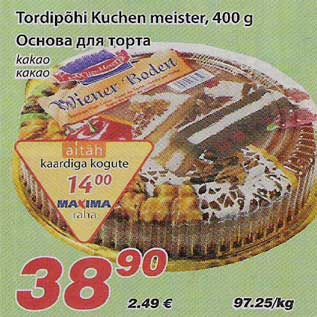 Tordipõhi Kuchen meister, 400 g
Основа для торта
kakao
какао
Wiener Boden
aitäh
kaardiga kogute
14.00
MAXIMA
raha
38.90
2.49 €
97.25/kg